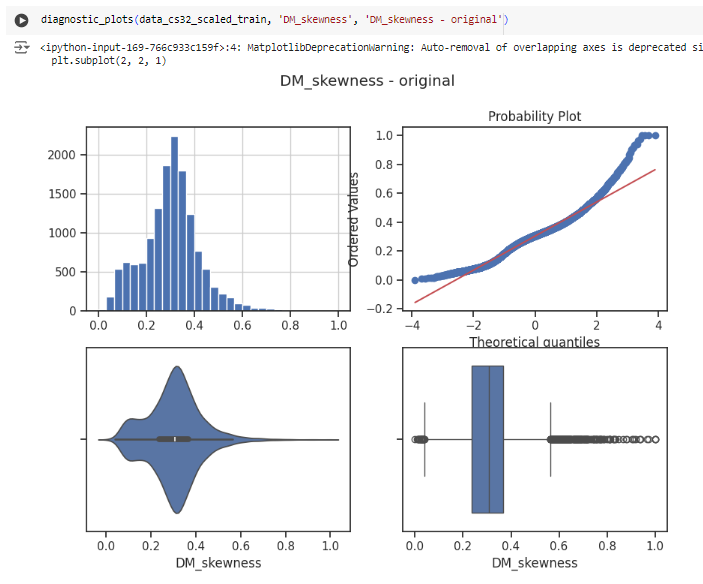 diagnostic_plots(data_cs32_scaled_train, 'DM_skewness', 'DM_skewness - original')
<ipython-input-169-766c933c159f>:4: MatplotlibDeprecationWarning: Auto-removal of overlapping axes is deprecated si
plt.subplot(2, 2, 1)
DM_skewness - original
Probability Plot
2000
1500
1000
500
0
0.0 0.2 0.4 0.6 0.8 1.0
Ordered Values
1.0
0.8
0.6
0.4
0.2
0.0
−0.2
−4 −2 0 2 4
Theoretical quantiles
0.0 0.2 0.4 0.6 0.8 1.0
DM_skewness
0.0 0.2 0.4 0.6 0.8 1.0
DM_skewness